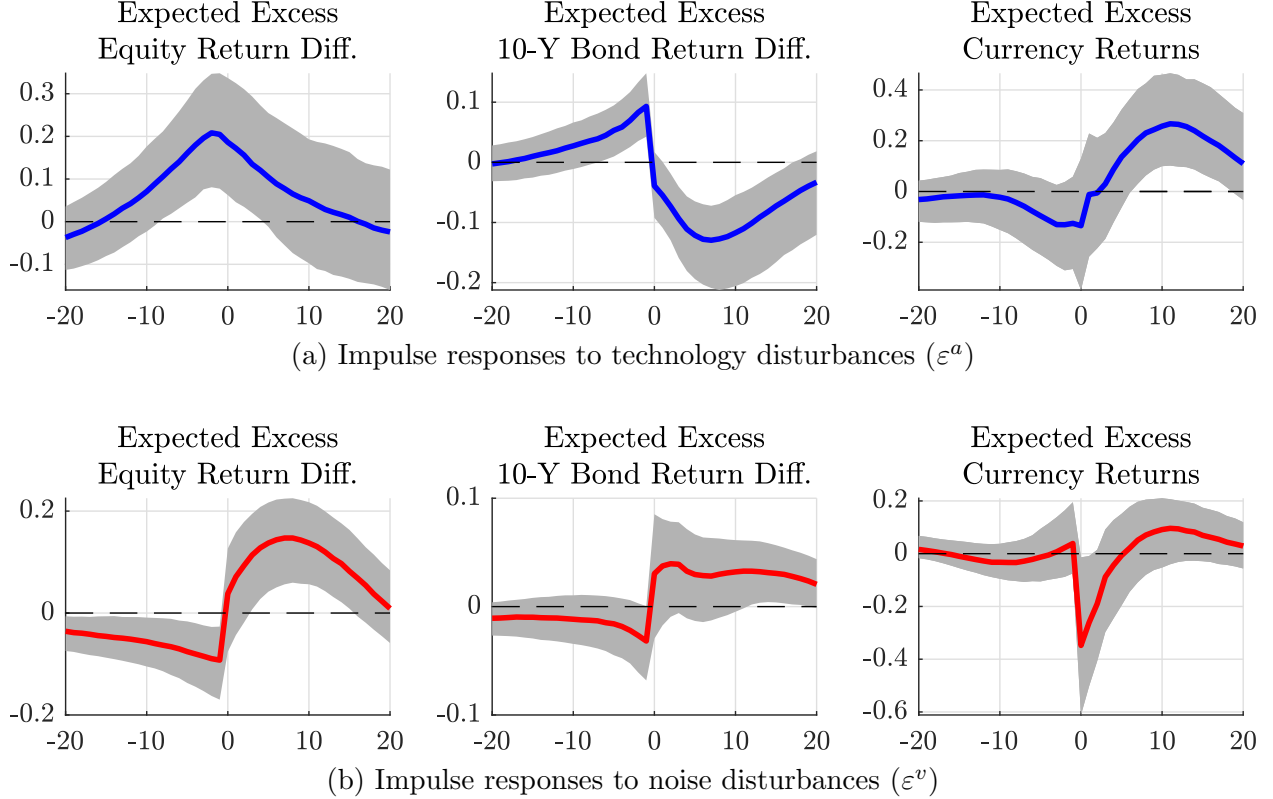 Expected Excess
Equity Return Diff.
Expected Excess
10-Y Bond Return Diff.
Expected Excess
Currency Returns
0.3
0.2
0.1
0
-0.1
-20 -10 0 10 20
0.1
0
-0.1
-0.2
-20 -10 0 10 20
0.4
0.2
0
-0.2
-20 -10 0 10 20
(a) Impulse responses to technology disturbances (εᵃ)
Expected Excess
Equity Return Diff.
Expected Excess
10-Y Bond Return Diff.
Expected Excess
Currency Returns
0.2
0
-0.2
-20 -10 0 10 20
0.1
0
-0.1
-20 -10 0 10 20
0.2
0
-0.2
-0.4
-0.6
-20 -10 0 10 20
(b) Impulse responses to noise disturbances (εᵛ)